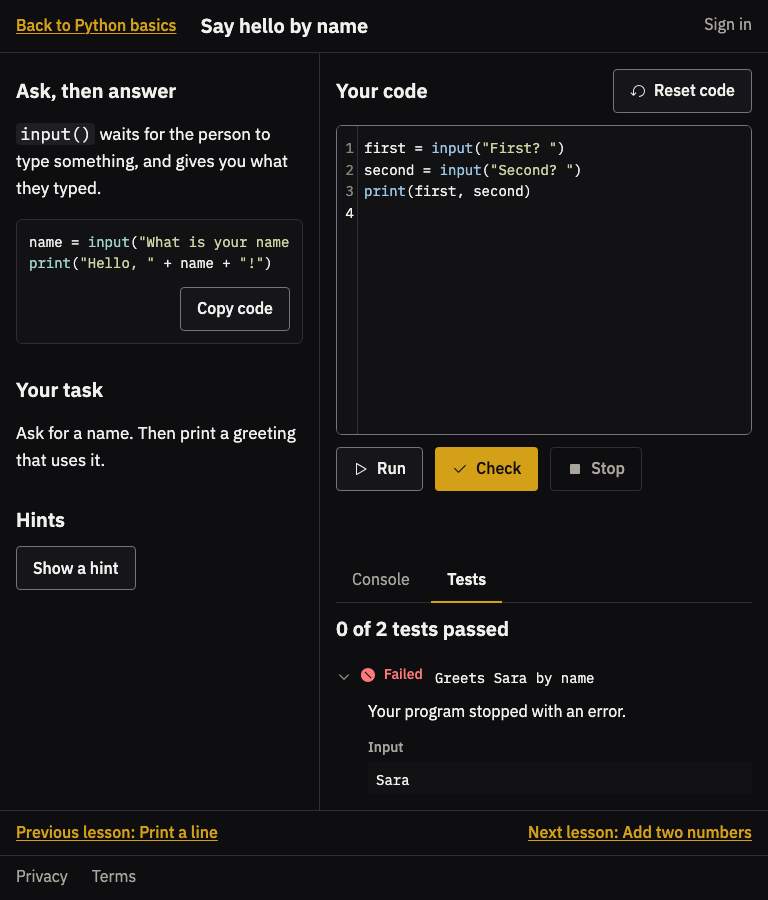 Back to Python basics
Say hello by name
Sign in
Ask, then answer
input() waits for the person to
type something, and gives you what
they typed.
name = input("What is your name
print("Hello, " + name + "!")
Copy code
Your task
Ask for a name. Then print a greeting
that uses it.
Hints
Show a hint
Your code
Reset code
1 first = input("First? ")
2 second = input("Second? ")
3 print(first, second)
4
Run
Check
Stop
Console
Tests
0 of 2 tests passed
Failed Greets Sara by name
Your program stopped with an error.
Input
Sara
Previous lesson: Print a line
Next lesson: Add two numbers
Privacy
Terms